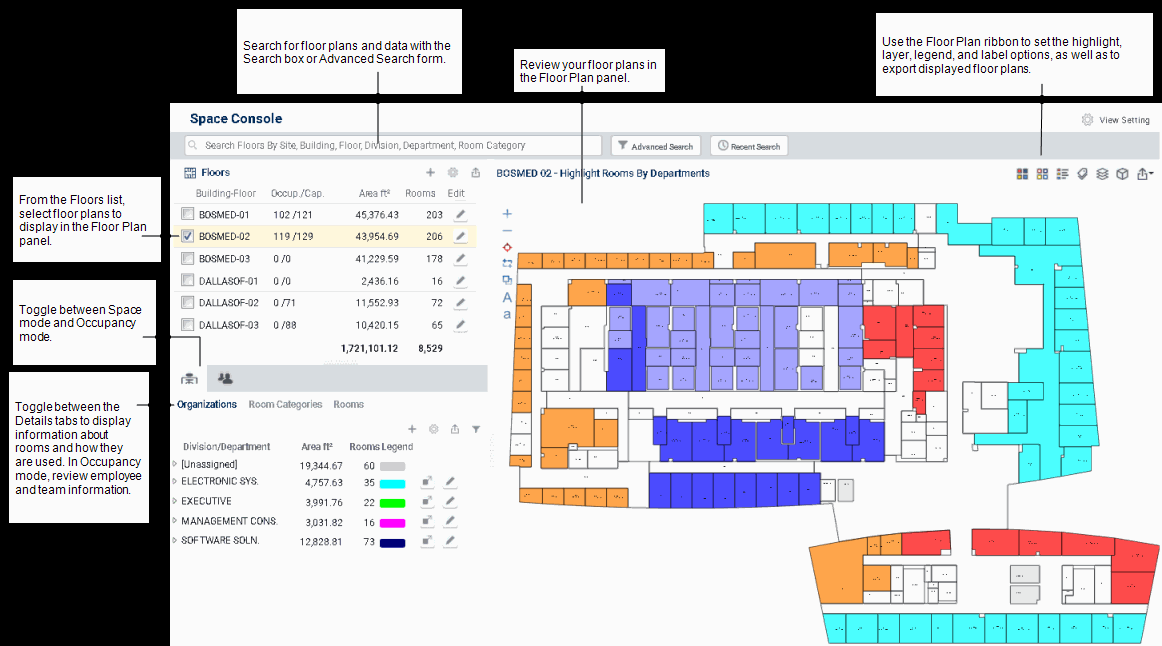 Search for floor plans and data with the
Search box or Advanced Search form.
Review your floor plans in
the Floor Plan panel.
Use the Floor Plan ribbon to set the highlight,
layer, legend, and label options, as well as to
export displayed floor plans.
Space Console
View Setting
Search Floors By Site, Building, Floor, Division, Department, Room Category
Advanced Search
Recent Search
From the Floors list,
select floor plans to
display in the Floor Plan
panel.
Toggle between Space
mode and Occupancy
mode.
Toggle between the
Details tabs to display
information about
rooms and how they
are used. In Occupancy
mode, review employee
and team information.
Floors
Building-Floor Occup./Cap. Area ft² Rooms Edit
BOSMED-01 102 /121 45,376.43 203
BOSMED-02 119 /129 43,954.69 206
BOSMED-03 0 /0 41,229.59 178
DALLASOF-01 0 /0 2,436.16 16
DALLASOF-02 0 /71 11,552.93 72
DALLASOF-03 0 /88 10,420.15 65
1,721,101.12 8,529
Organizations Room Categories Rooms
Division/Department Area ft² Rooms Legend
[Unassigned] 19,344.67 60
ELECTRONIC SYS. 4,757.63 35
EXECUTIVE 3,991.76 22
MANAGEMENT CONS. 3,031.82 16
SOFTWARE SOLN. 12,828.81 73
BOSMED 02 - Highlight Rooms By Departments
A
a